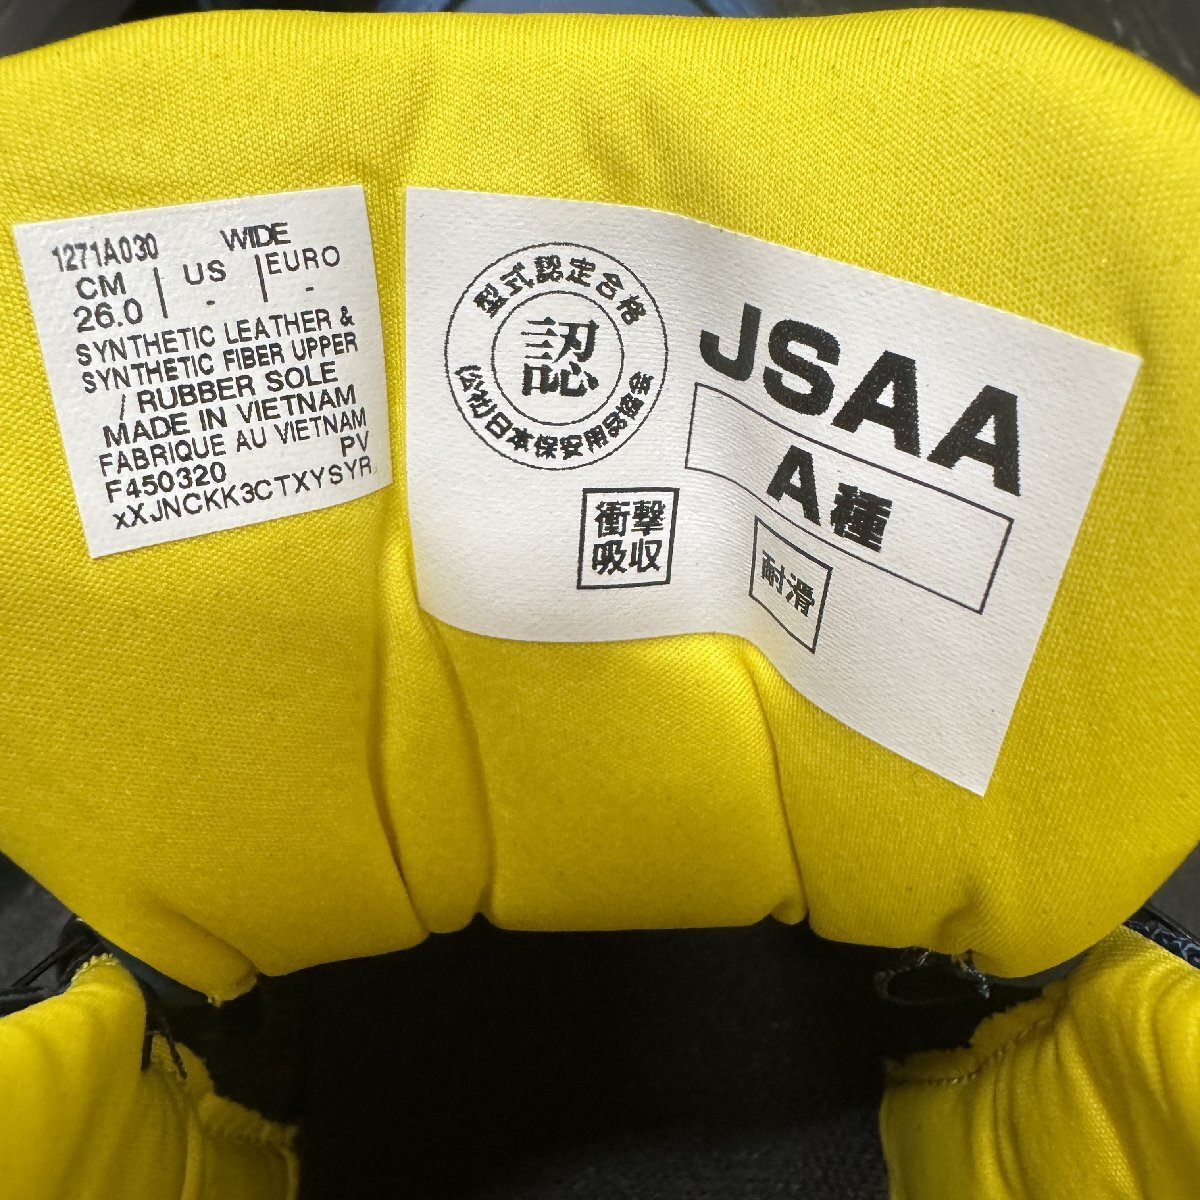 1271A030 WIDE
CM US EURO
26.0 - -
SYNTHETIC LEATHER &
SYNTHETIC FIBER UPPER
/ RUBBER SOLE
MADE IN VIETNAM
FABRIQUE AU VIETNAM
F450320 PV
xXJNCKK3CTXYSYR
型式認定合格
認
(公社)日本保安用品協会
JSAA
A種
衝撃
吸収
耐滑